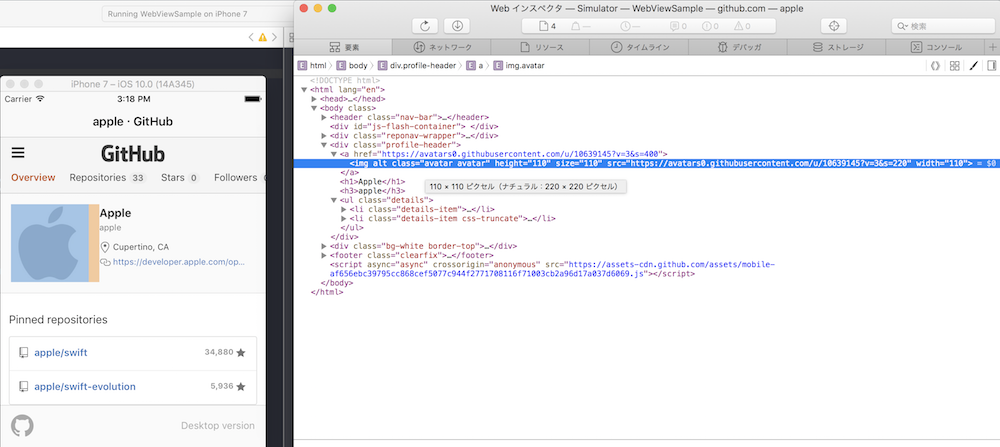 Running WebViewSample on iPhone 7
iPhone 7 – iOS 10.0 (14A345)
Carrier
3:18 PM
apple · GitHub
GitHub
Overview Repositories 33 Stars 0 Followers
Apple
apple
Cupertino, CA
https://developer.apple.com/op...
Pinned repositories
apple/swift 34,880
apple/swift-evolution 5,936
Desktop version
Web インスペクタ — Simulator — WebViewSample — github.com — apple
4 — — 0 0 0
検索
要素 ネットワーク リソース タイムライン デバッガ ストレージ コンソール +
E html E body E div.profile-header E a E img.avatar
<!DOCTYPE html>
<html lang="en">
<head>…</head>
<body class>
<header class="nav-bar">…</header>
<div id="js-flash-container"> </div>
<div class="reponav-wrapper">…</div>
<div class="profile-header">
<a href="https://avatars0.githubusercontent.com/u/10639145?v=3&s=400">
<img alt class="avatar avatar" height="110" size="110" src="https://avatars0.githubusercontent.com/u/10639145?v=3&s=220" width="110"> = $0
</a>
<h1>Apple</h1>
<h3>apple</h3>
110 × 110 ピクセル（ナチュラル：220 × 220 ピクセル）
<ul class="details">
<li class="details-item">…</li>
<li class="details-item css-truncate">…</li>
</ul>
</div>
<div class="bg-white border-top">…</div>
<footer class="clearfix">…</footer>
<script async="async" crossorigin="anonymous" src="https://assets-cdn.github.com/assets/mobile-
af656ebc39795cc868cef5077c944f2771708116f71003cb2a96d17a037d6069.js"></script>
</body>
</html>